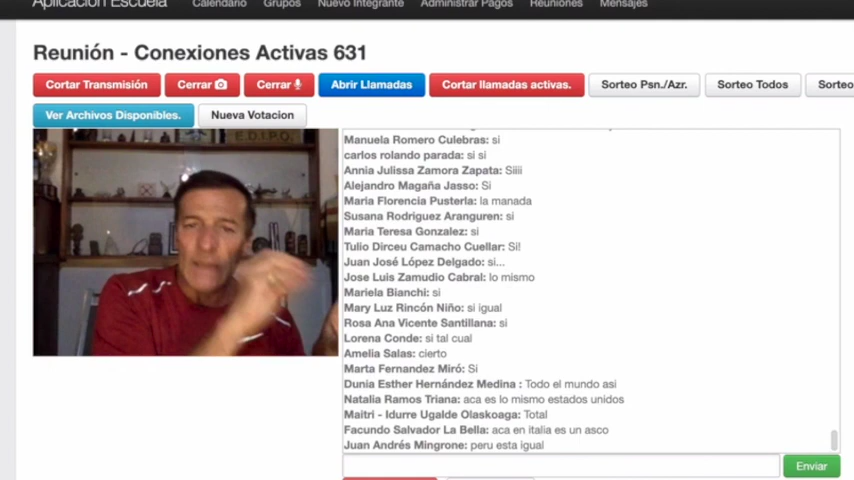 Aplicación Escuela Calendario Grupos Nuevo Integrante Administrar Pagos Reuniones Mensajes
Reunión - Conexiones Activas 631
Cortar Transmisión Cerrar Cerrar Abrir Llamadas Cortar llamadas activas. Sorteo Psn./Azr. Sorteo Todos Sorteo
Ver Archivos Disponibles. Nueva Votacion
E.D.I.P.O.
Manuela Romero Culebras: si
carlos rolando parada: si si
Annia Julissa Zamora Zapata: Siiii
Alejandro Magaña Jasso: Si
Maria Florencia Pusterla: la manada
Susana Rodriguez Aranguren: si
Maria Teresa Gonzalez: si
Tulio Dirceu Camacho Cuellar: Si!
Juan José López Delgado: si...
Jose Luis Zamudio Cabral: lo mismo
Mariela Bianchi: si
Mary Luz Rincón Niño: si igual
Rosa Ana Vicente Santillana: si
Lorena Conde: si tal cual
Amelia Salas: cierto
Marta Fernandez Miró: Si
Dunia Esther Hernández Medina : Todo el mundo asi
Natalia Ramos Triana: aca es lo mismo estados unidos
Maitri - Idurre Ugalde Olaskoaga: Total
Facundo Salvador La Bella: aca en italia es un asco
Juan Andrés Mingrone: peru esta igual
Enviar